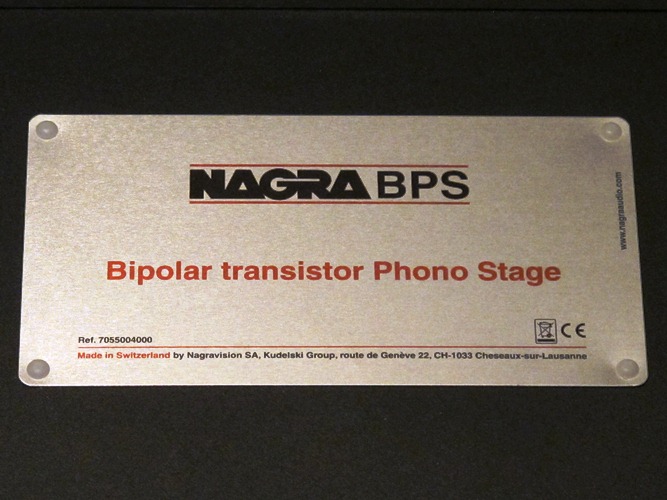 NAGRA BPS
www.nagraaudio.com
Bipolar transistor Phono Stage
Ref. 7055004000
CE
Made in Switzerland by Nagravision SA, Kudelski Group, route de Genève 22, CH-1033 Cheseaux-sur-Lausanne